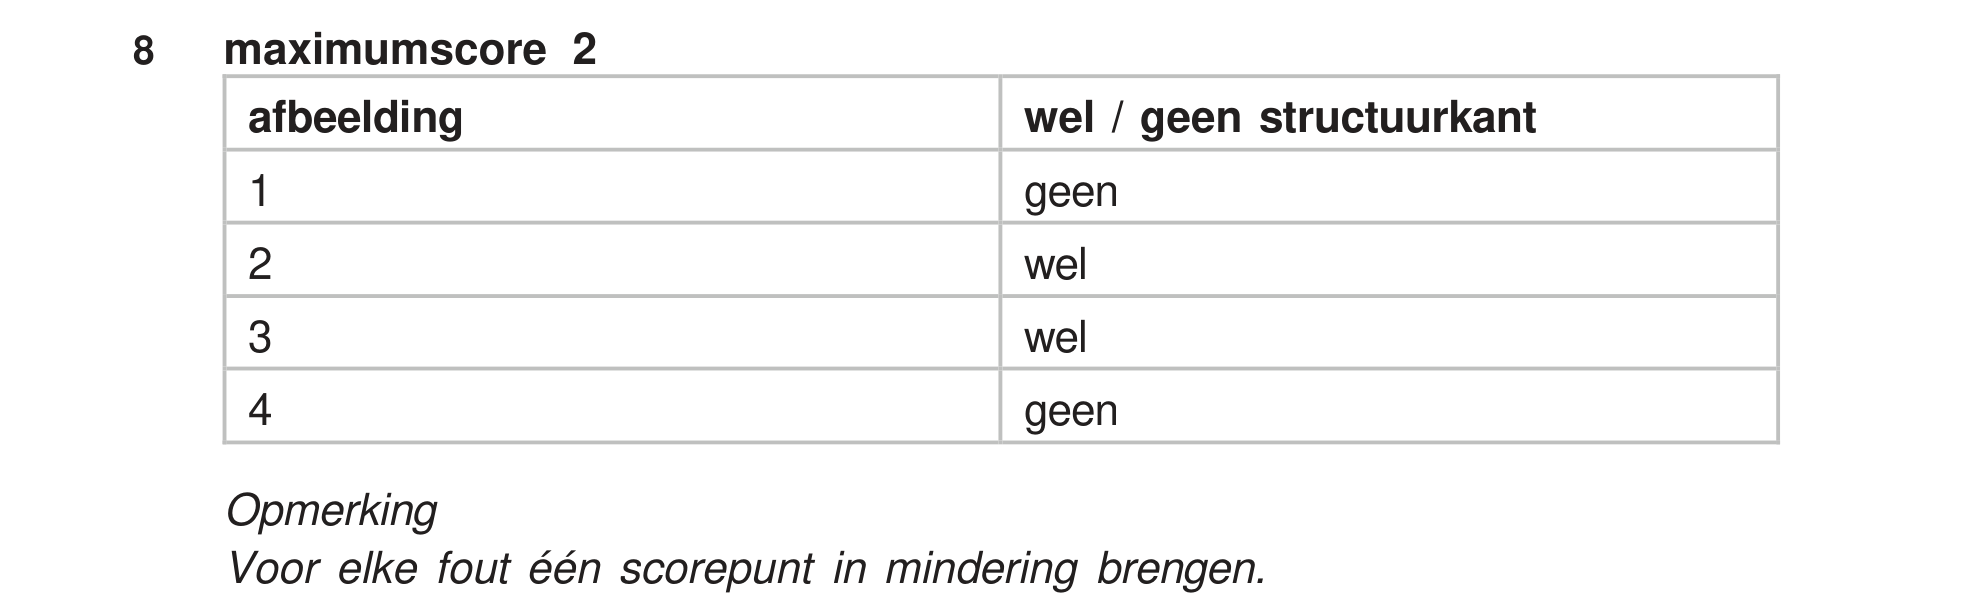 8 maximumscore 2
afbeelding wel / geen structuurkant
1 geen
2 wel
3 wel
4 geen
Opmerking
Voor elke fout één scorepunt in mindering brengen.